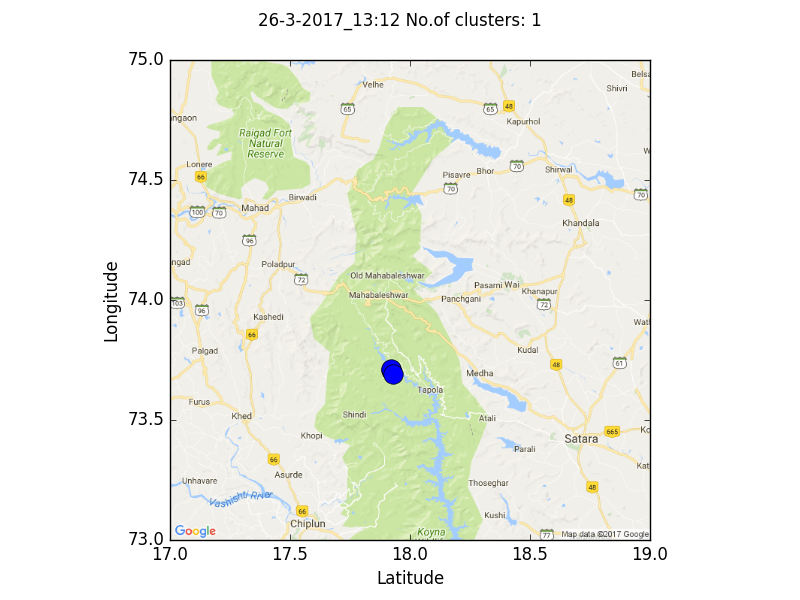 26-3-2017_13:12 No.of clusters: 1
75.0
74.5
74.0
73.5
73.0
Longitude
17.0
17.5
18.0
18.5
19.0
Latitude
Velhe
65
65
48
Shivri
Kapurhol
Raigad Fort
Natural
Reserve
Lonere
66
Pisavre
Bhor
70
Shirwal
70
48
70
Birwadi
100
70
Mahad
Khandala
96
Poladpur
72
Old Mahabaleshwar
Mahabaleshwar
Pasami
Wai
Panchgani
Khanapur
72
103
96
Kashedi
66
Palgad
Kudal
48
61
Medha
Tapola
Furus
Khed
Shindi
Atali
Khopi
665
Satara
Parali
66
Asurde
Unhavare
Thoseghar
48
Vashishti River
66
Chiplun
Kushi
Koyna
77
Google
Map data ©2017 Google